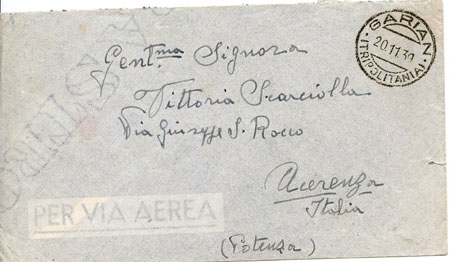 GARIAN
20.11.39
(TRIPOLITANIA)
Gent.ma Signora
Vittoria Scarciolla
Via Giuseppe S. Rocco
Acerenza
Italia
(Potenza)
PER VIA AEREA